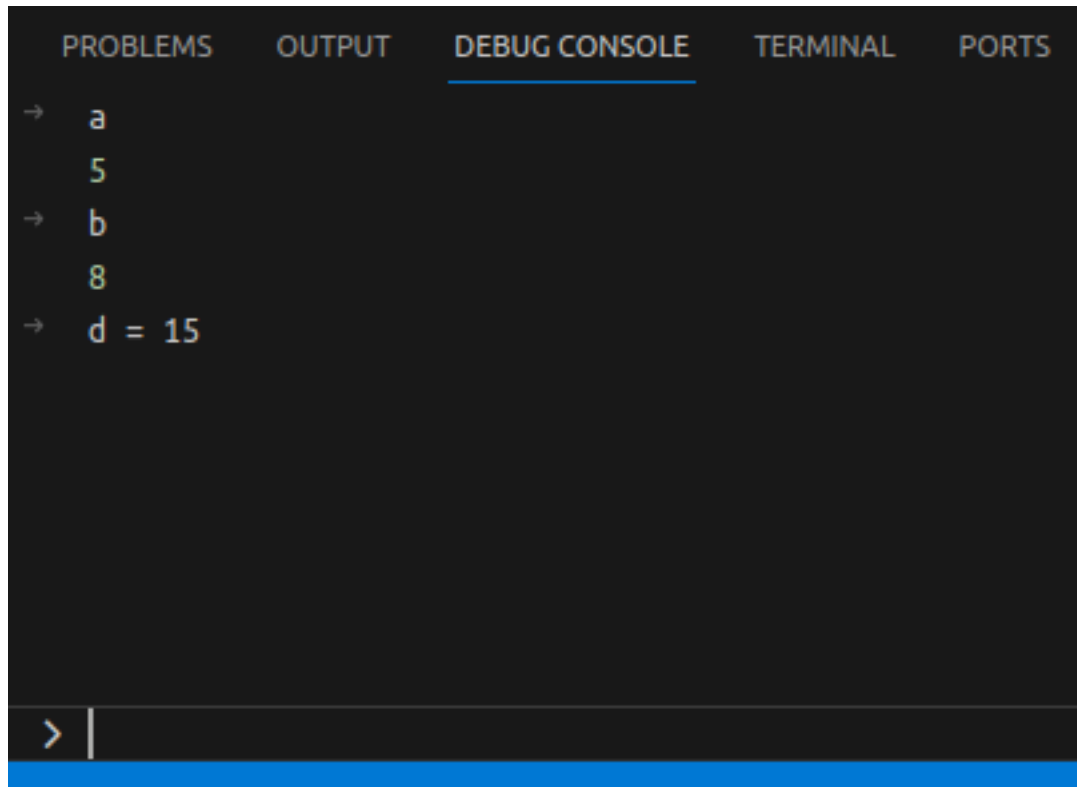 PROBLEMS OUTPUT DEBUG CONSOLE TERMINAL PORTS
→ a
5
→ b
8
→ d = 15
>